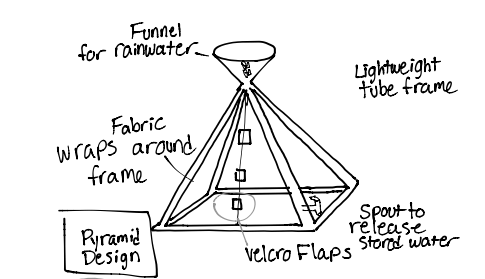 Funnel
for rainwater
Lightweight
tube frame
Fabric
wraps around
frame
Spout to
release
stored water
Velcro Flaps
Pyramid
Design